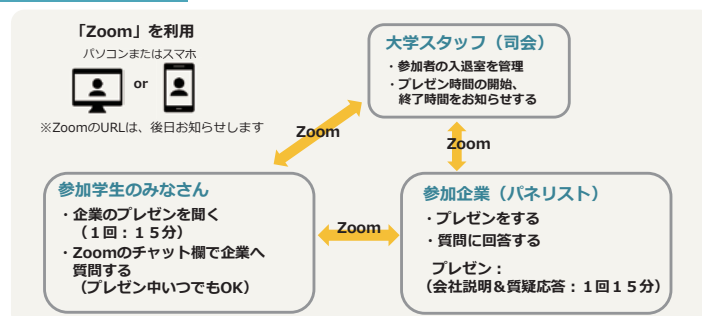 「Zoom」を利用
パソコンまたはスマホ
or
※ZoomのURLは、後日お知らせします
大学スタッフ（司会）
・参加者の入退室を管理
・プレゼン時間の開始、
終了時間をお知らせする
Zoom
Zoom
参加学生のみなさん
・企業のプレゼンを聞く
（１回：１５分）
・Zoomのチャット欄で企業へ
質問する
（プレゼン中いつでもOK）
Zoom
参加企業（パネリスト）
・プレゼンをする
・質問に回答する
プレゼン：
（会社説明&質疑応答：１回１５分）